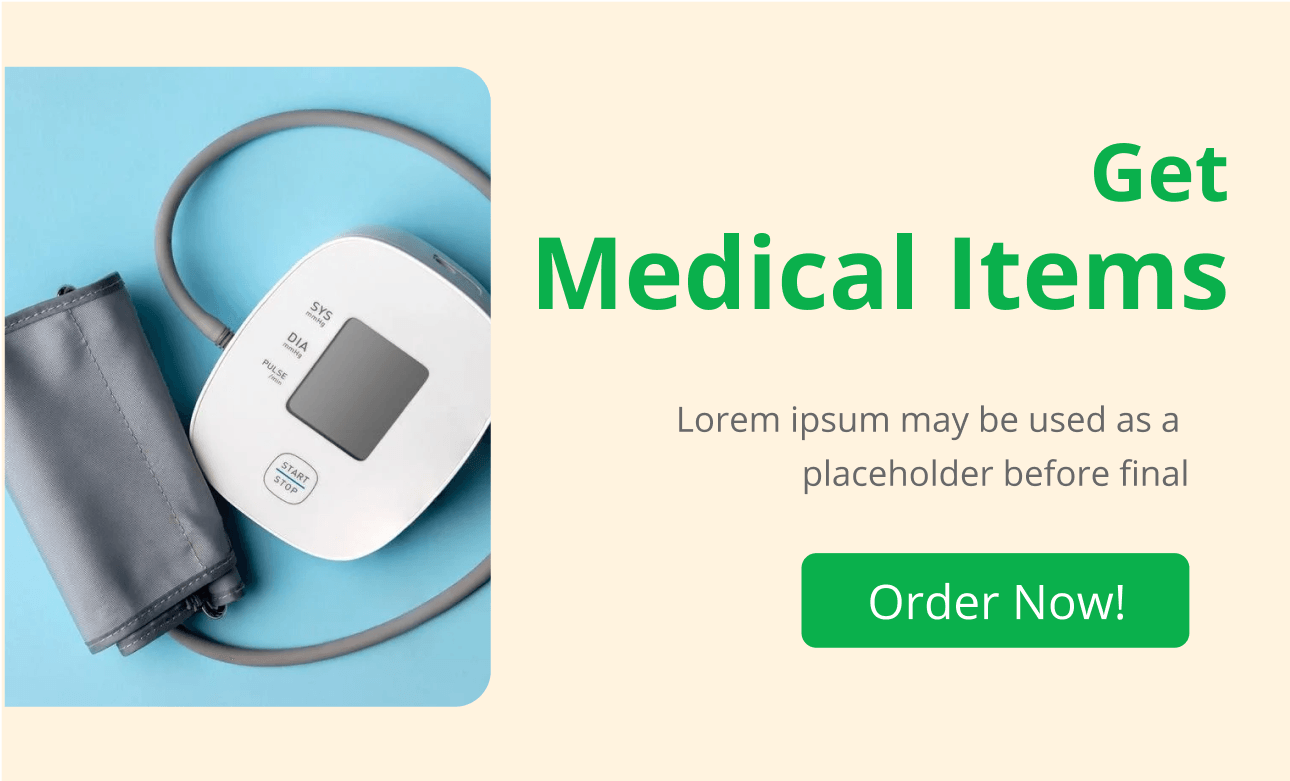 Get
Medical Items
Lorem ipsum may be used as a
placeholder before final
Order Now!
SYS
mmHg
DIA
mmHg
PULSE
/min
START
STOP